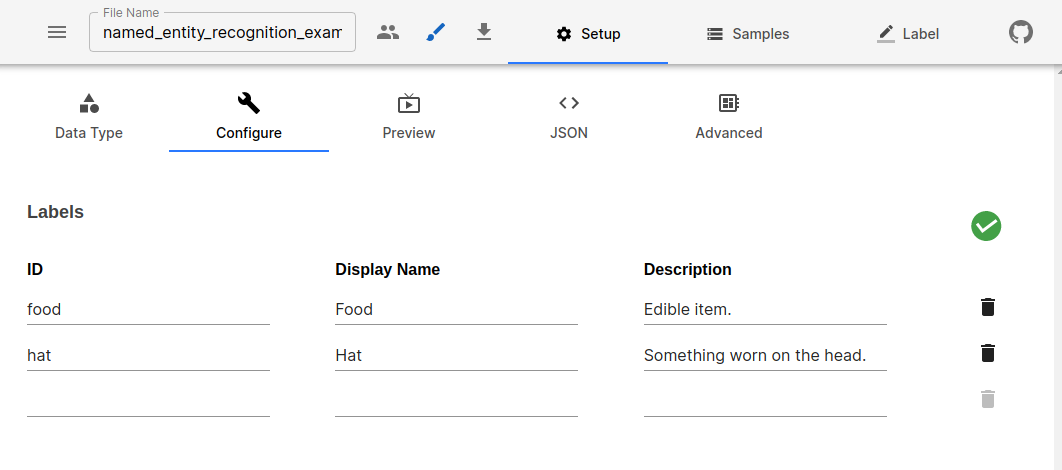 File Name
named_entity_recognition_exam
Setup
Samples
Label
Data Type
Configure
Preview
JSON
Advanced
Labels
ID Display Name Description
food Food Edible item.
hat Hat Something worn on the head.